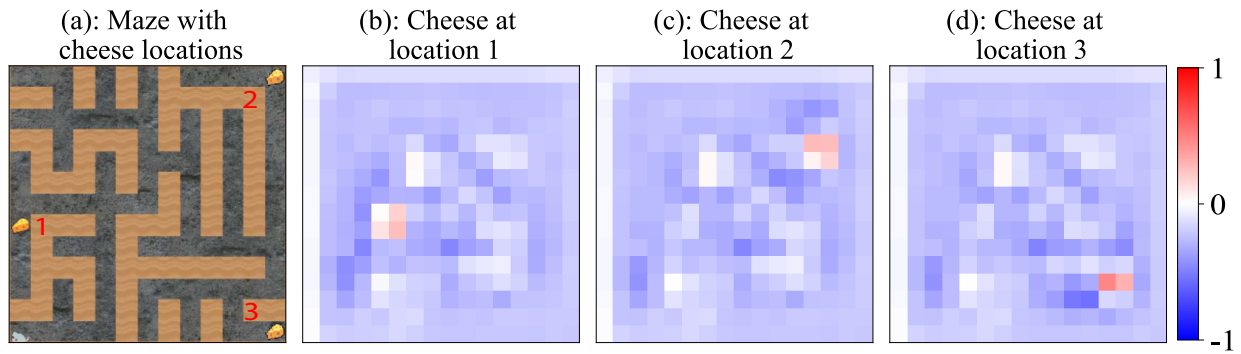 (a): Maze with
cheese locations
(b): Cheese at
location 1
(c): Cheese at
location 2
(d): Cheese at
location 3
2
1
3
1
0
-1